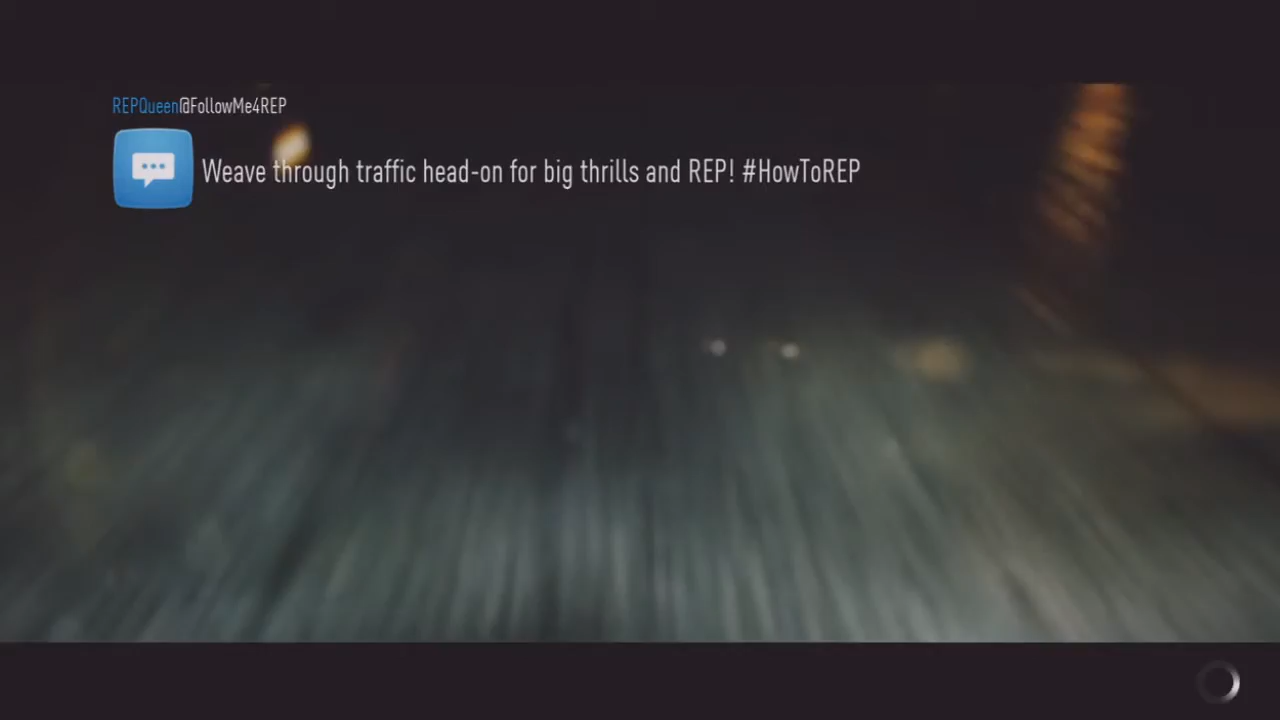 REPQueen@FollowMe4REP
Weave through traffic head-on for big thrills and REP! #HowToREP